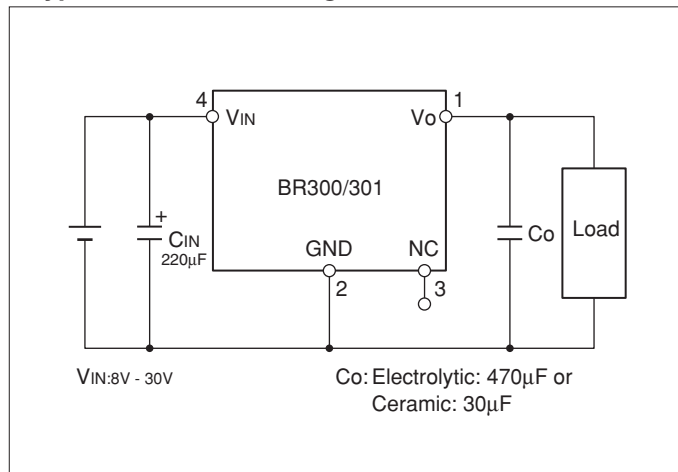 4
VIN
Vo
1
BR300/301
+
CIN
220µF
GND
NC
2
3
Co
Load
VIN:8V - 30V
Co: Electrolytic: 470µF or
Ceramic: 30µF